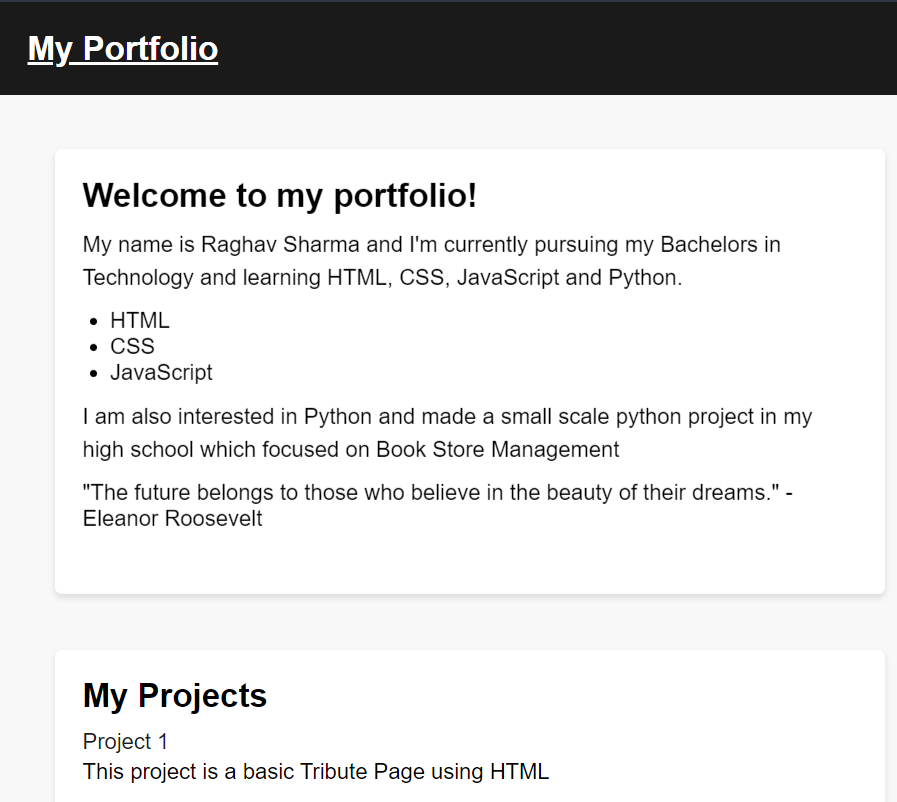 My Portfolio
Welcome to my portfolio!
My name is Raghav Sharma and I'm currently pursuing my Bachelors in
Technology and learning HTML, CSS, JavaScript and Python.
• HTML
• CSS
• JavaScript
I am also interested in Python and made a small scale python project in my
high school which focused on Book Store Management
"The future belongs to those who believe in the beauty of their dreams." -
Eleanor Roosevelt
My Projects
Project 1
This project is a basic Tribute Page using HTML